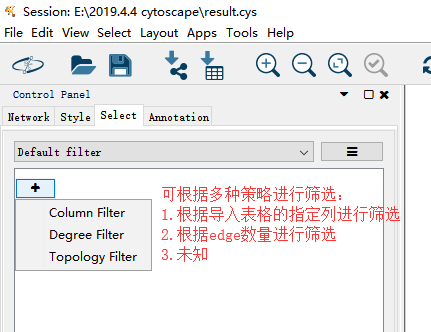 Session: E:\2019.4.4 cytoscape\result.cys
File Edit View Select Layout Apps Tools Help
Control Panel
Network Style Select Annotation
Default filter
Column Filter
Degree Filter
Topology Filter
可根据多种策略进行筛选:
1.根据导入表格的指定列进行筛选
2.根据edge数量进行筛选
3.未知